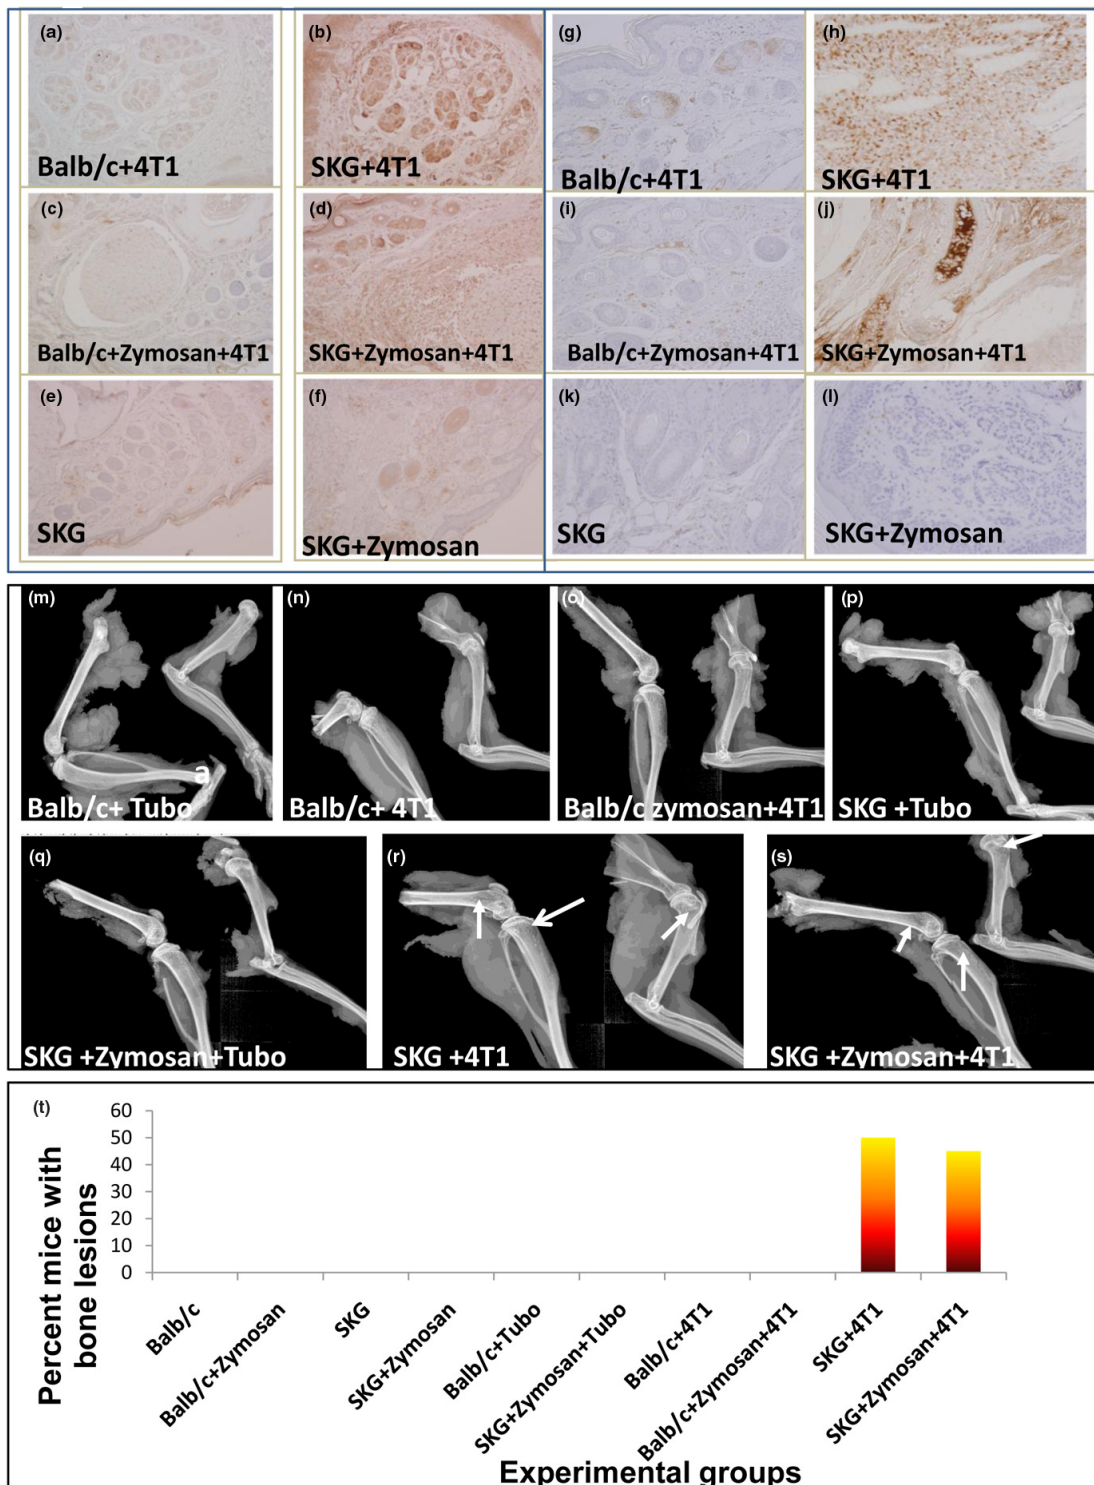 (a)
Balb/c+4T1
(b)
SKG+4T1
(g)
Balb/c+4T1
(h)
SKG+4T1
(c)
Balb/c+Zymosan+4T1
(d)
SKG+Zymosan+4T1
(i)
Balb/c+Zymosan+4T1
(j)
SKG+Zymosan+4T1
(e)
SKG
(f)
SKG+Zymosan
(k)
SKG
(l)
SKG+Zymosan
(m)
a
Balb/c+ Tubo
(n)
Balb/c+ 4T1
(o)
Balb/c zymosan+4T1
(p)
SKG +Tubo
(q)
SKG +Zymosan+Tubo
(r)
SKG +4T1
(s)
SKG +Zymosan+4T1
(t)
Percent mice with
bone lesions
60
50
40
30
20
10
0
Balb/c
Balb/c+Zymosan
SKG
SKG+Zymosan
Balb/c+Tubo
SKG+Zymosan+Tubo
Balb/c+4T1
Balb/c+Zymosan+4T1
SKG+4T1
SKG+Zymosan+4T1
Experimental groups